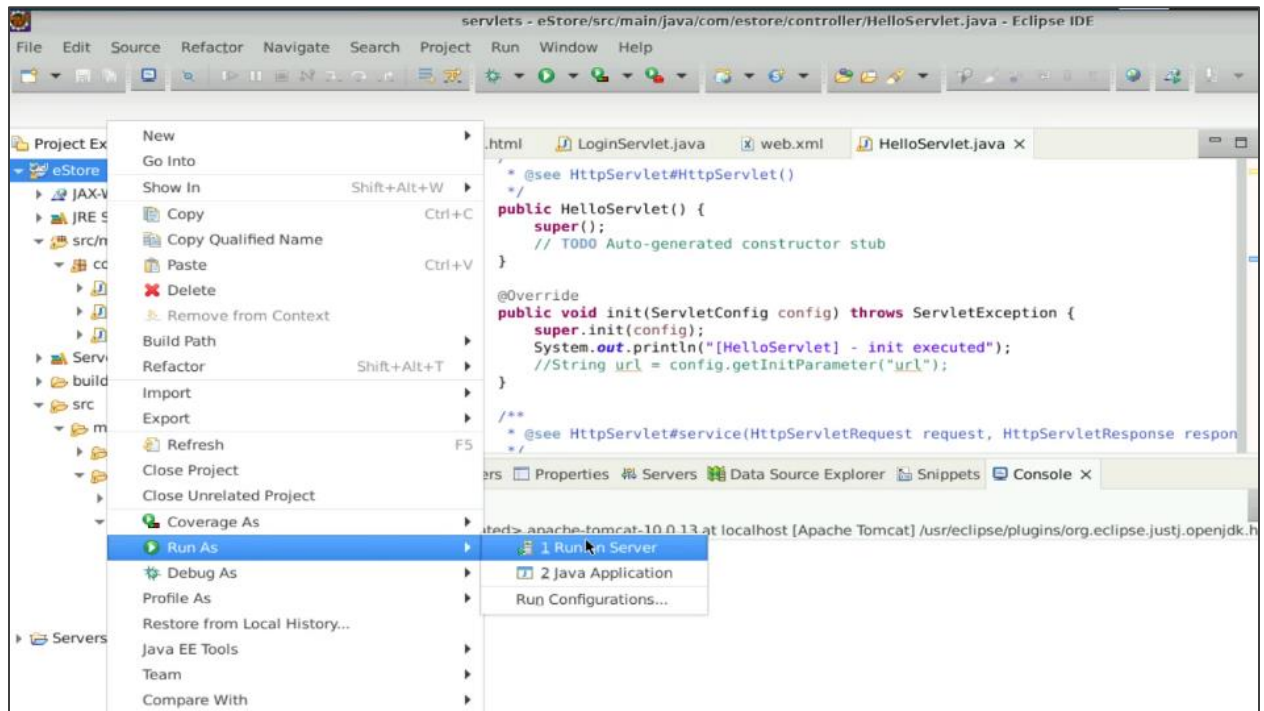 servlets - eStore/src/main/java/com/estore/controller/HelloServlet.java - Eclipse IDE
File Edit Source Refactor Navigate Search Project Run Window Help
Project Ex
.html LoginServlet.java web.xml HelloServlet.java
eStore
JAX-
JRE S
src/
Serv
build
src
m
Servers
New
Go Into
Show In Shift+Alt+W
Copy Ctrl+C
Copy Qualified Name
Paste Ctrl+V
Delete
Remove from Context
Build Path
Refactor Shift+Alt+T
Import
Export
Refresh F5
Close Project
Close Unrelated Project
Coverage As
Run As
Debug As
Profile As
Restore from Local History...
Java EE Tools
Team
Compare With
1 Run on Server
2 Java Application
Run Configurations...
* @see HttpServlet#HttpServlet()
*/
public HelloServlet() {
super();
// TODO Auto-generated constructor stub
}
@Override
public void init(ServletConfig config) throws ServletException {
super.init(config);
System.out.println("[HelloServlet] - init executed");
//String url = config.getInitParameter("url");
}
/**
* @see HttpServlet#service(HttpServletRequest request, HttpServletResponse respon
*/
ers Properties Servers Data Source Explorer Snippets Console
ated> apache-tomcat-10.0.13 at localhost [Apache Tomcat] /usr/eclipse/plugins/org.eclipse.justj.openjdk.h